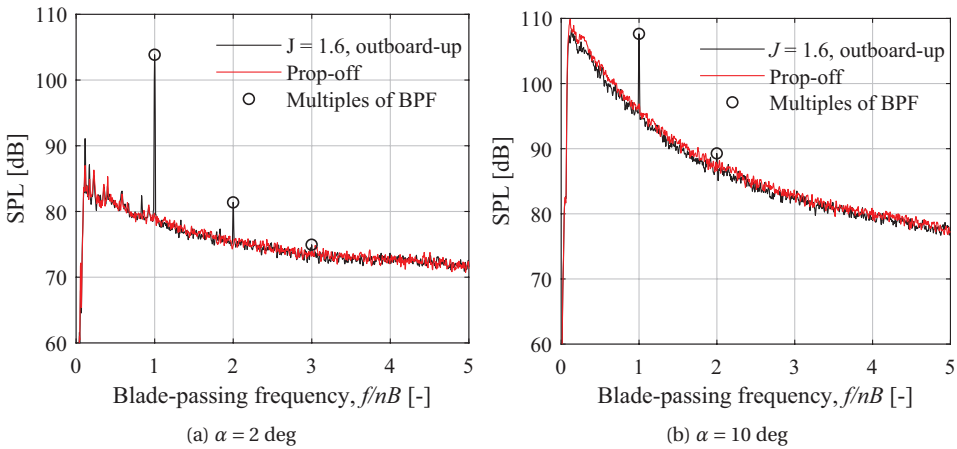 110
100
90
80
70
60
SPL [dB]
J = 1.6, outboard-up
Prop-off
Multiples of BPF
0 1 2 3 4 5
Blade-passing frequency, f/nB [-]
(a) α = 2 deg
110
100
90
80
70
60
SPL [dB]
J = 1.6, outboard-up
Prop-off
Multiples of BPF
0 1 2 3 4 5
Blade-passing frequency, f/nB [-]
(b) α = 10 deg